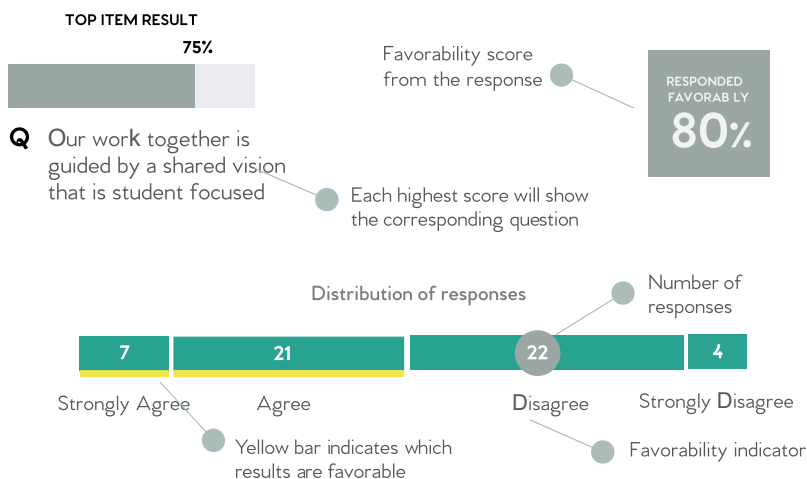 TOP ITEM RESULT
75%
Favorability score
from the response
RESPONDED
FAVORAB LY
80%
Q Our work together is
guided by a shared vision
that is student focused
Each highest score will show
the corresponding question
Distribution of responses
Number of
responses
7 21 22 4
Strongly Agree Agree Disagree Strongly Disagree
Yellow bar indicates which
results are favorable
Favorability indicator